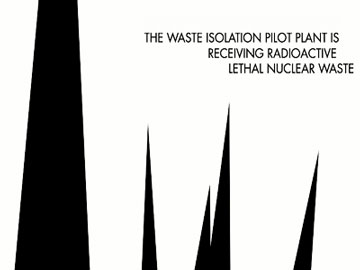 THE WASTE ISOLATION PILOT PLANT IS
RECEIVING RADIOACTIVE
LETHAL NUCLEAR WASTE